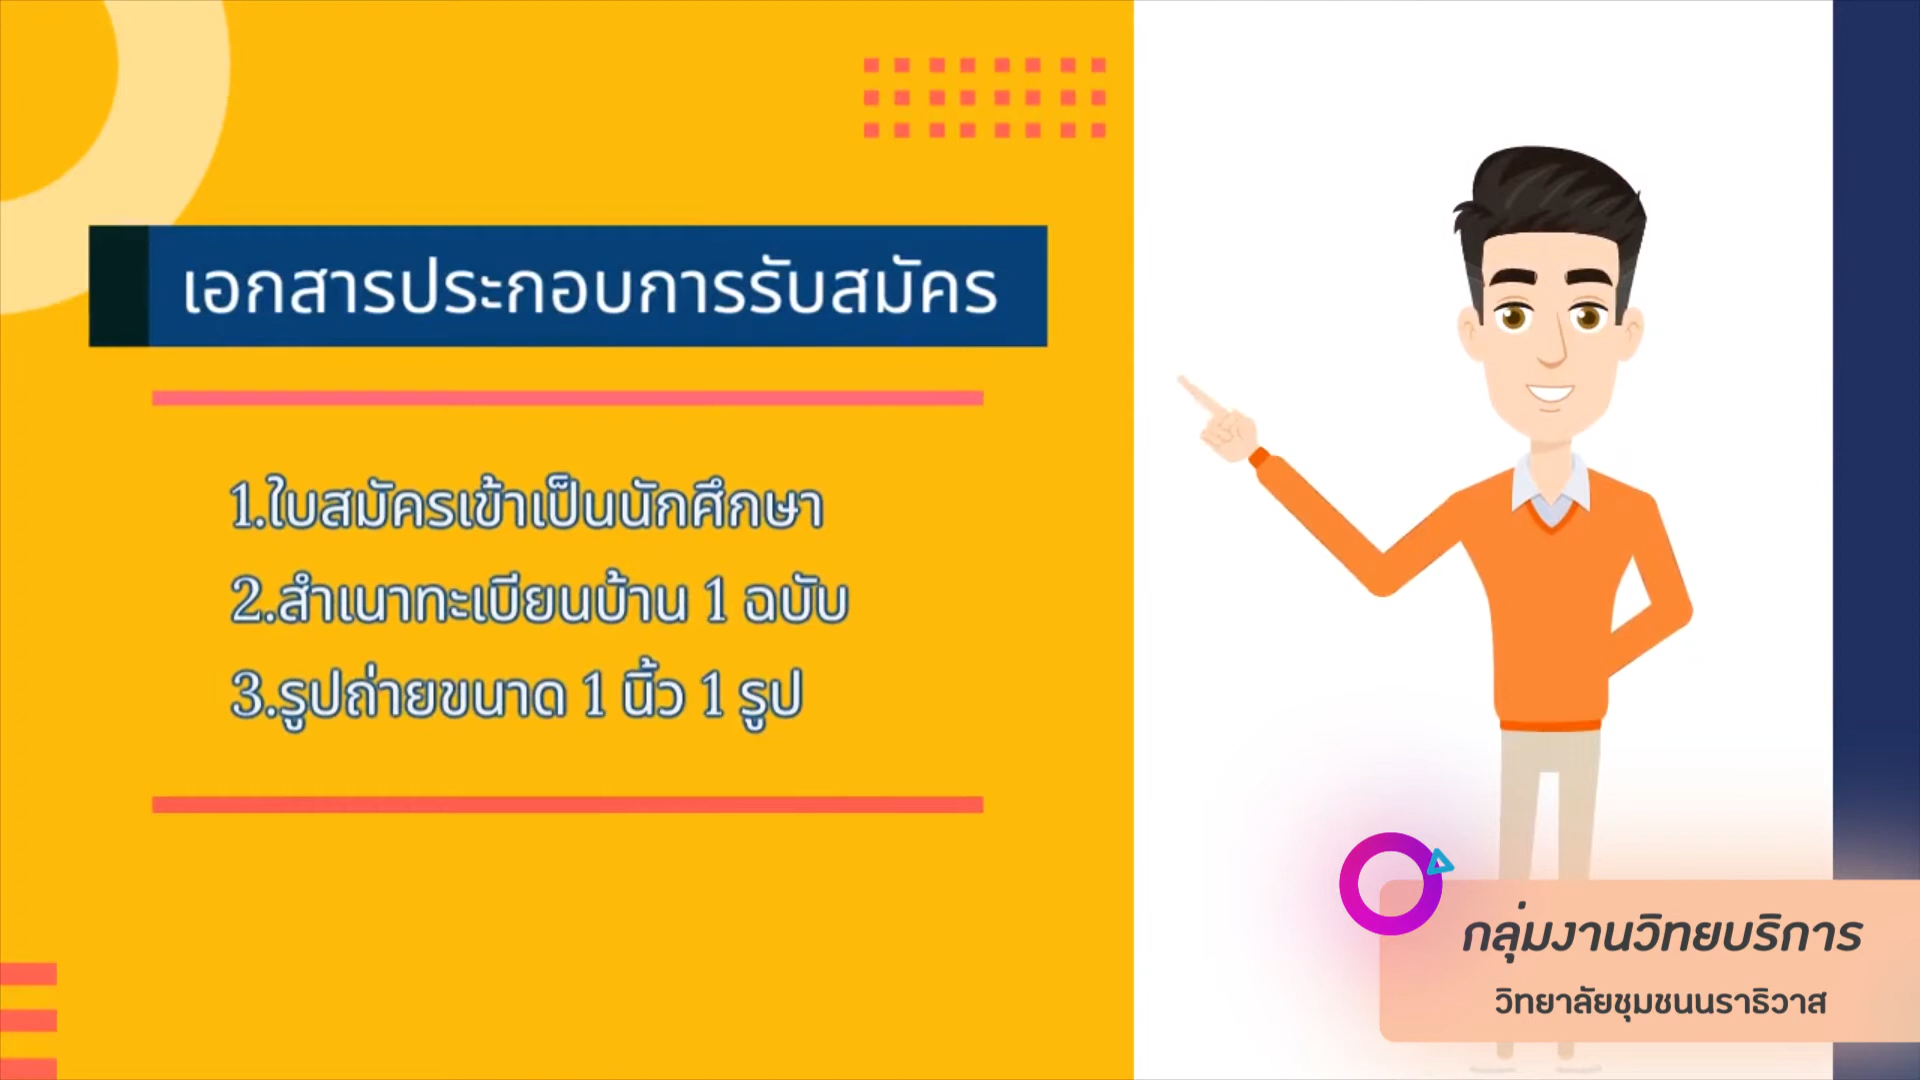 เอกสารประกอบการรับสมัคร
1.ใบสมัครเข้าเป็นนักศึกษา
2.สำเนาทะเบียนบ้าน 1 ฉบับ
3.รูปถ่ายขนาด 1 นิ้ว 1 รูป
กลุ่มงานวิทยบริการ
วิทยาลัยชุมชนนราธิวาส